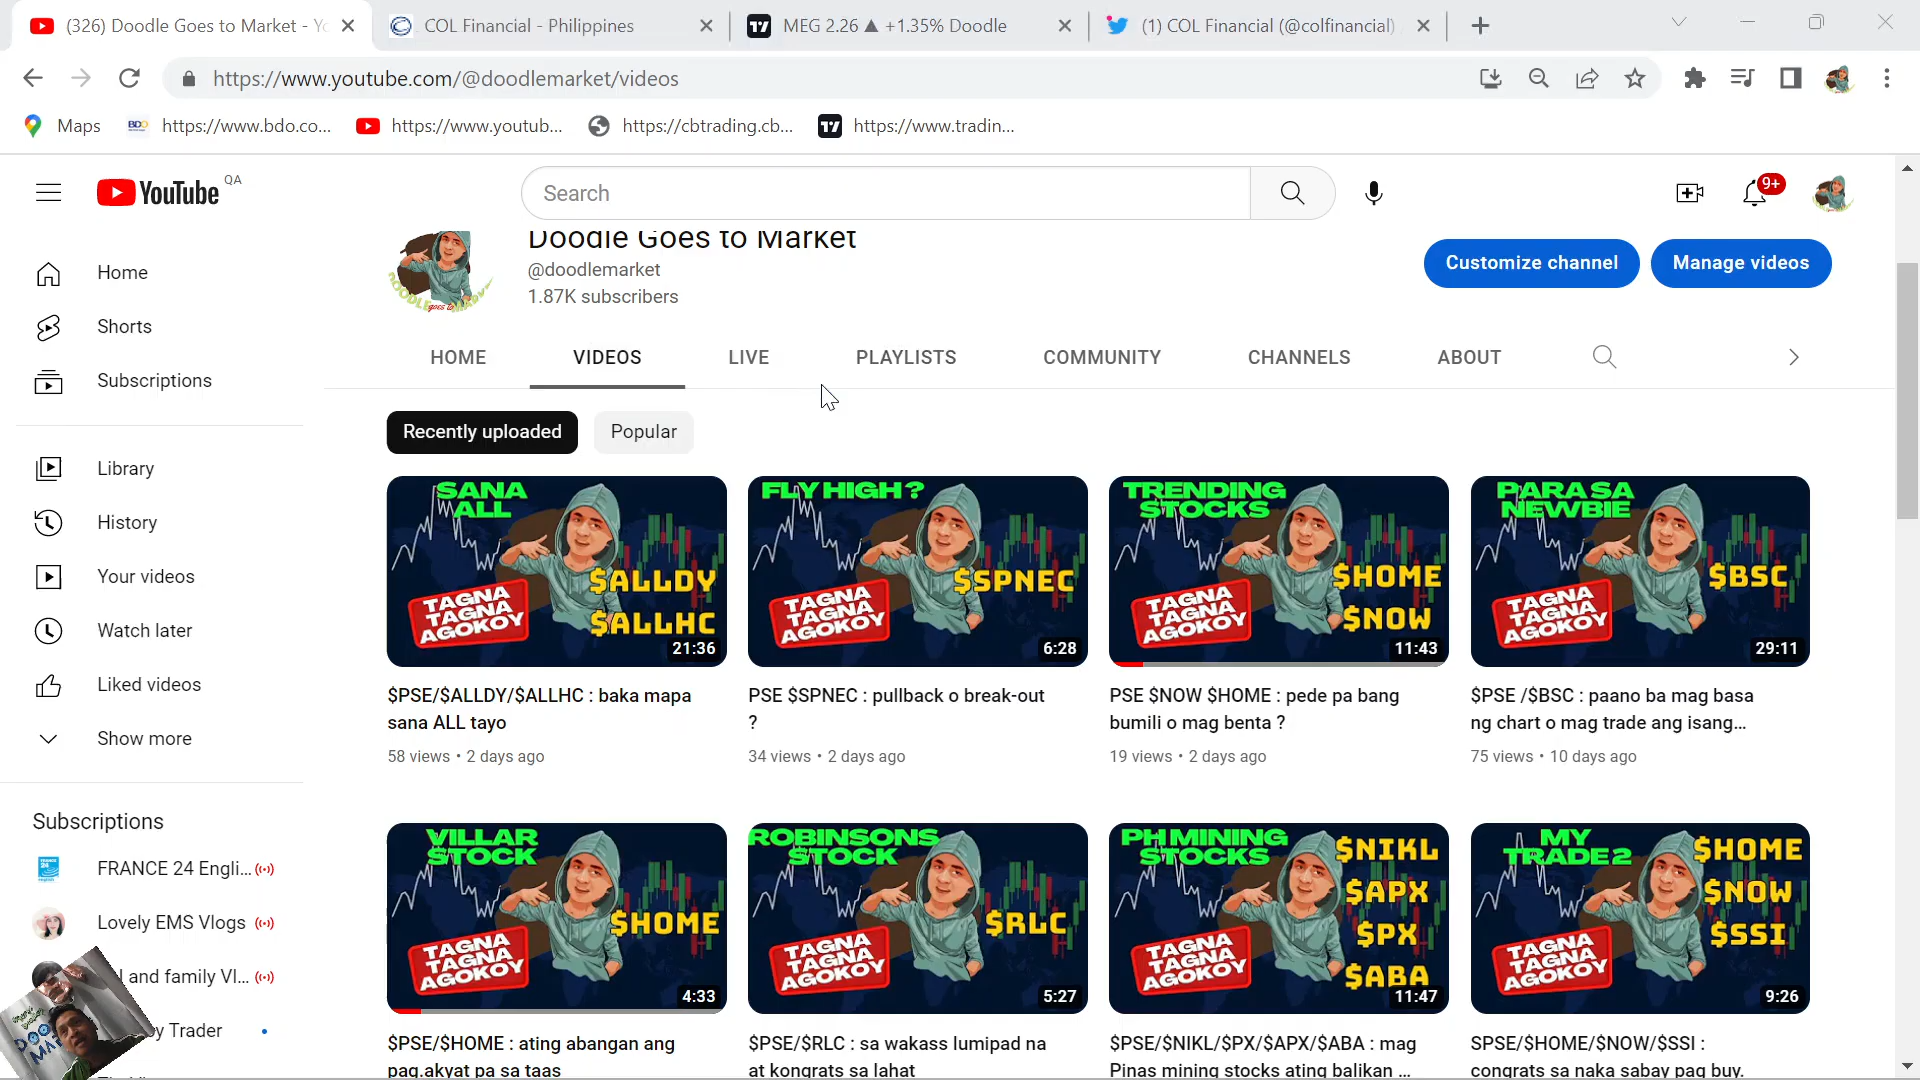 (326) Doodle Goes to Market - Yo
COL Financial - Philippines
MEG 2.26 ▲ +1.35% Doodle
(1) COL Financial (@colfinancial)
https://www.youtube.com/@doodlemarket/videos
Maps
BDO
https://www.bdo.co...
https://www.youtub...
https://cbtrading.cb...
https://www.tradin...
YouTube QA
Search
9+
Doodle Goes to Market
@doodlemarket
1.87K subscribers
Customize channel
Manage videos
Home
Shorts
Subscriptions
Library
History
Your videos
Watch later
Liked videos
Show more
Subscriptions
FRANCE 24 Engli...
Lovely EMS Vlogs
and family Vl...
y Trader
HOME
VIDEOS
LIVE
PLAYLISTS
COMMUNITY
CHANNELS
ABOUT
Recently uploaded
Popular
SANA
ALL
$ALLDY
$ALLHC
TAGNA
TAGNA
AGOKOY
21:36
$PSE/$ALLDY/$ALLHC : baka mapa
sana ALL tayo
58 views • 2 days ago
FLY HIGH ?
$SPNEC
TAGNA
TAGNA
AGOKOY
6:28
PSE $SPNEC : pullback o break-out
?
34 views • 2 days ago
TRENDING
STOCKS
$HOME
$NOW
TAGNA
TAGNA
AGOKOY
11:43
PSE $NOW $HOME : pede pa bang
bumili o mag benta ?
19 views • 2 days ago
PARA SA
NEWBIE
$BSC
TAGNA
TAGNA
AGOKOY
29:11
$PSE /$BSC : paano ba mag basa
ng chart o mag trade ang isang...
75 views • 10 days ago
VILLAR
STOCK
$HOME
TAGNA
TAGNA
AGOKOY
4:33
$PSE/$HOME : ating abangan ang
pag.akyat pa sa taas
ROBINSONS
STOCK
$RLC
TAGNA
TAGNA
AGOKOY
5:27
$PSE/$RLC : sa wakass lumipad na
at kongrats sa lahat
PH MINING
STOCKS
$NIKL
$APX
$PX
$ABA
TAGNA
TAGNA
AGOKOY
11:47
$PSE/$NIKL/$PX/$APX/$ABA : mag
Pinas mining stocks ating balikan ...
MY
TRADE2
$HOME
$NOW
$SSI
TAGNA
TAGNA
AGOKOY
9:26
SPSE/$HOME/$NOW/$SSI :
congrats sa naka sabay pag buy.